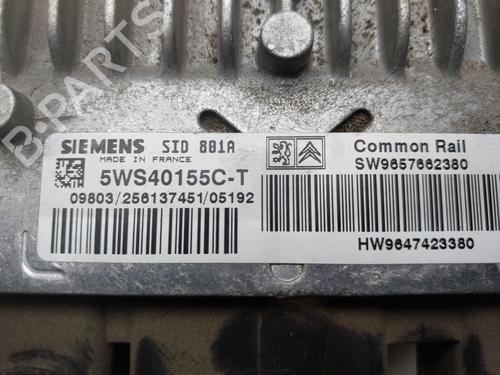 B-PARTS
SIEMENS SID 801A
MADE IN FRANCE
5WS40155C-T
09803/256137451/05192
Common Rail
SW9657662380
HW9647423380